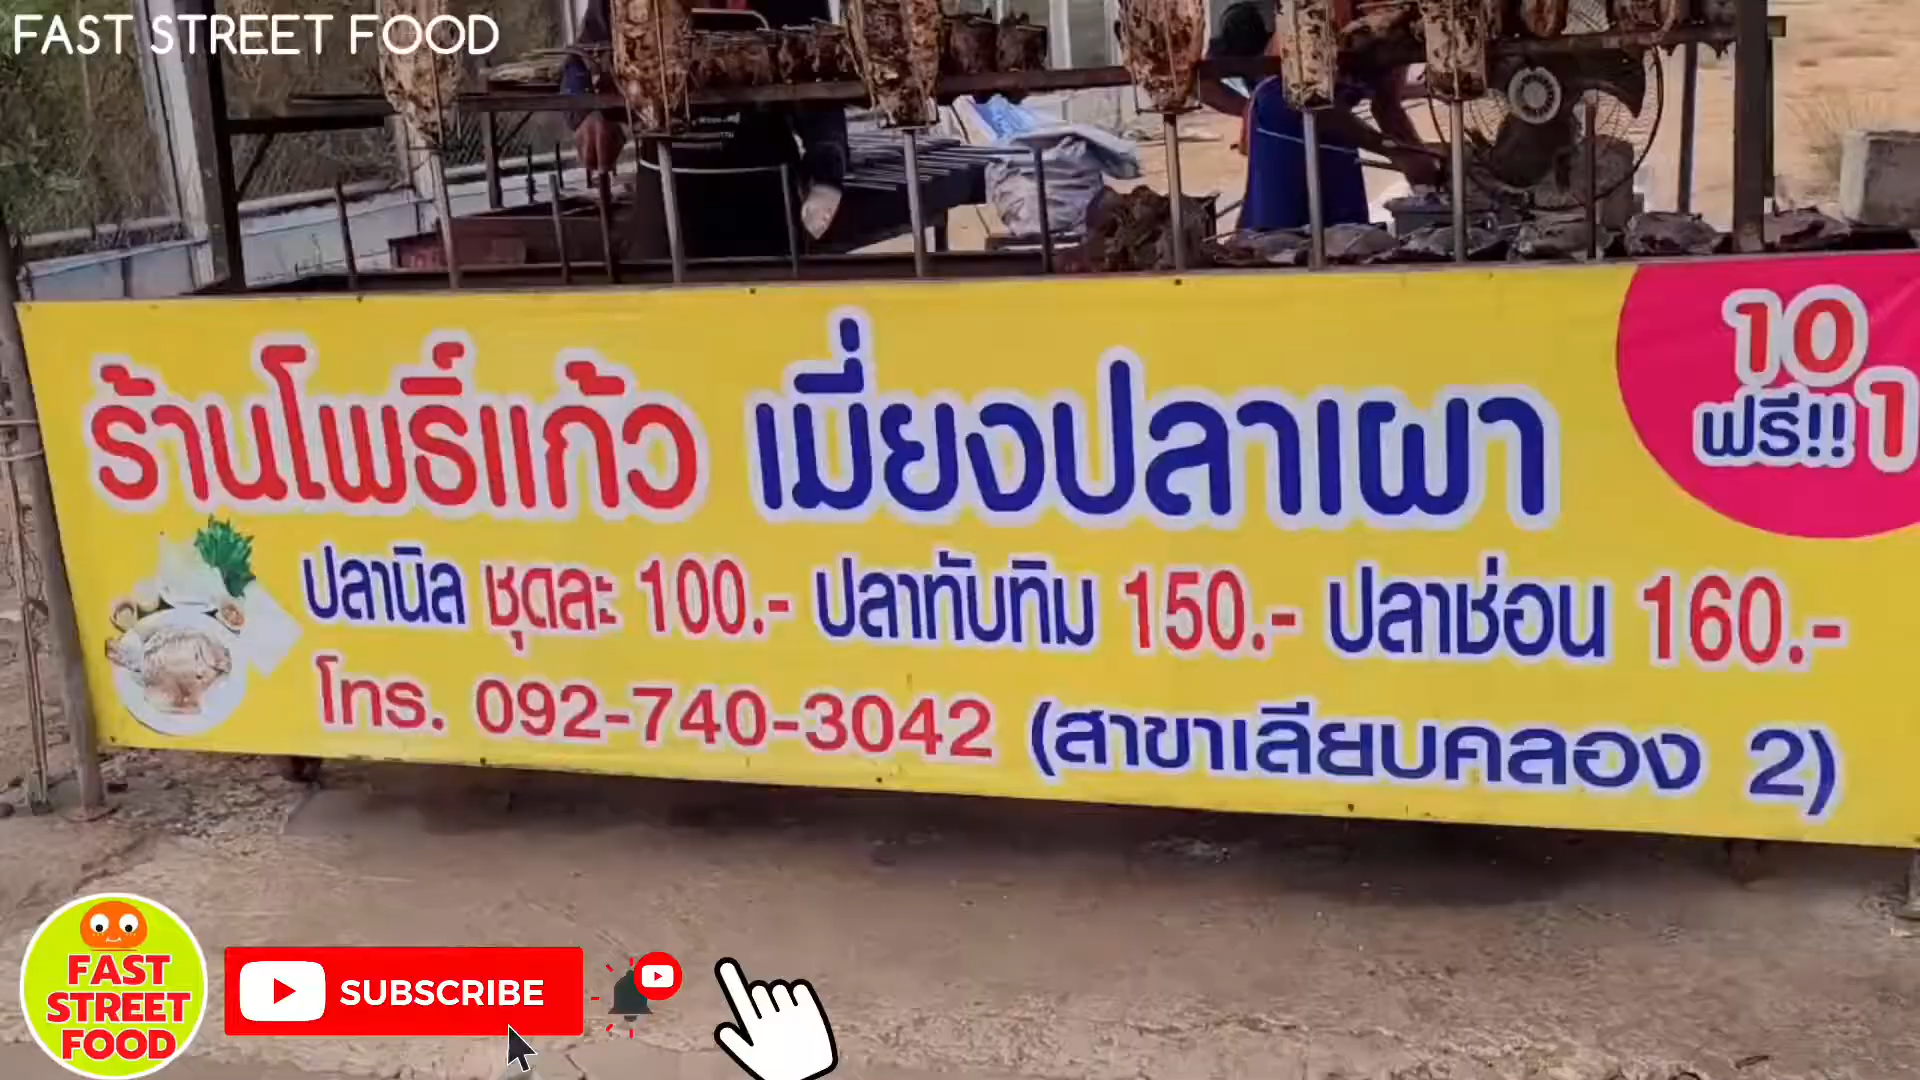 FAST STREET FOOD
10
ฟรี!! 1
ร้านโพธิ์แก้ว เมี่ยงปลาเผา
ปลานิล ชุดละ 100.- ปลาทับทิม 150.- ปลาช่อน 160.-
โทร. 092-740-3042 (สาขาเลียบคลอง 2)
FAST
STREET
FOOD
SUBSCRIBE